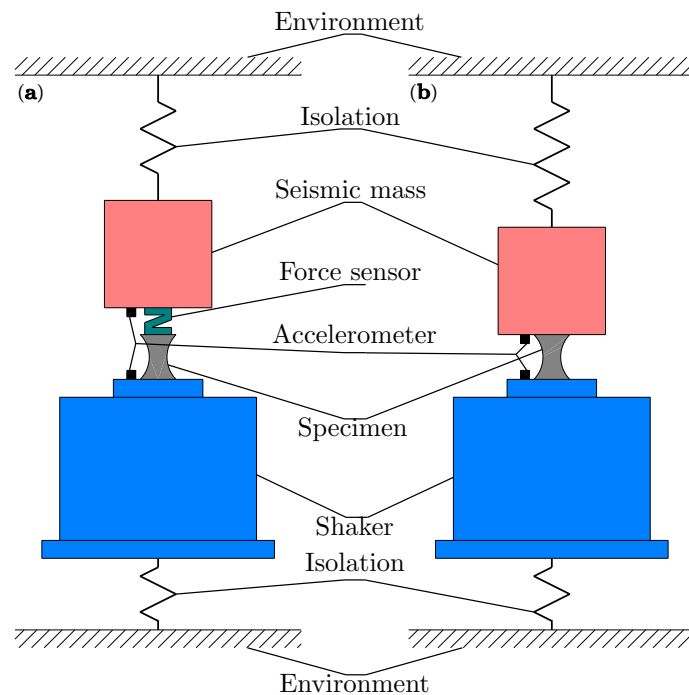 Environment
(a)
(b)
Isolation
Seismic mass
Force sensor
Accelerometer
Specimen
Shaker
Isolation
Environment